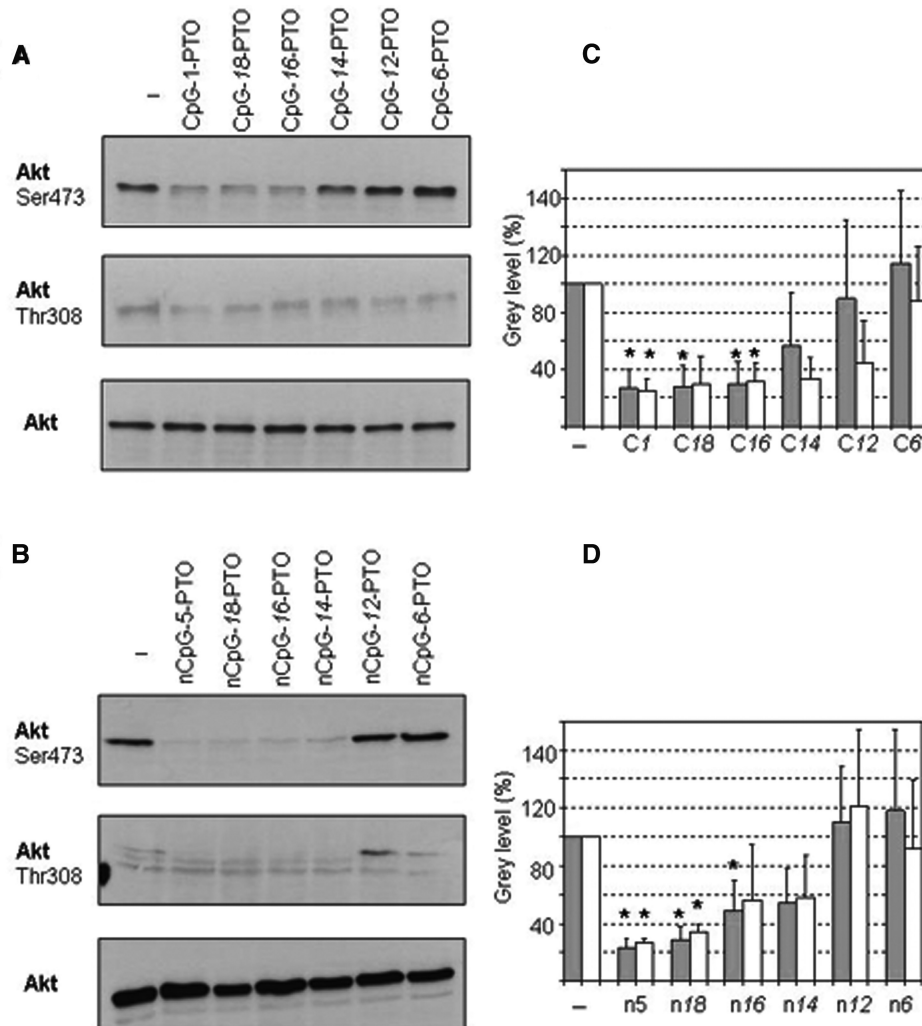 A
– CpG-1-PTO CpG-18-PTO CpG-16-PTO CpG-14-PTO CpG-12-PTO CpG-6-PTO
Akt
Ser473
Akt
Thr308
Akt
C
Grey level (%)
140
120
80
40
– C1 C18 C16 C14 C12 C6
* * * * *
B
– nCpG-5-PTO nCpG-18-PTO nCpG-16-PTO nCpG-14-PTO nCpG-12-PTO nCpG-6-PTO
Akt
Ser473
Akt
Thr308
Akt
D
Grey level (%)
140
120
80
40
* * * * *
– n5 n18 n16 n14 n12 n6